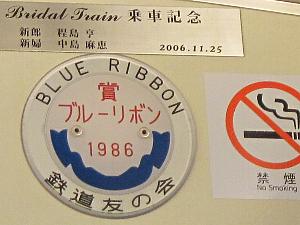 Bridal Train 乗車記念
新郎 程島 亨
新婦 中島 麻恵
2006.11.25
BLUE RIBBON
賞
ブルーリボン
1986
鉄道友の会
禁煙
No Smoking